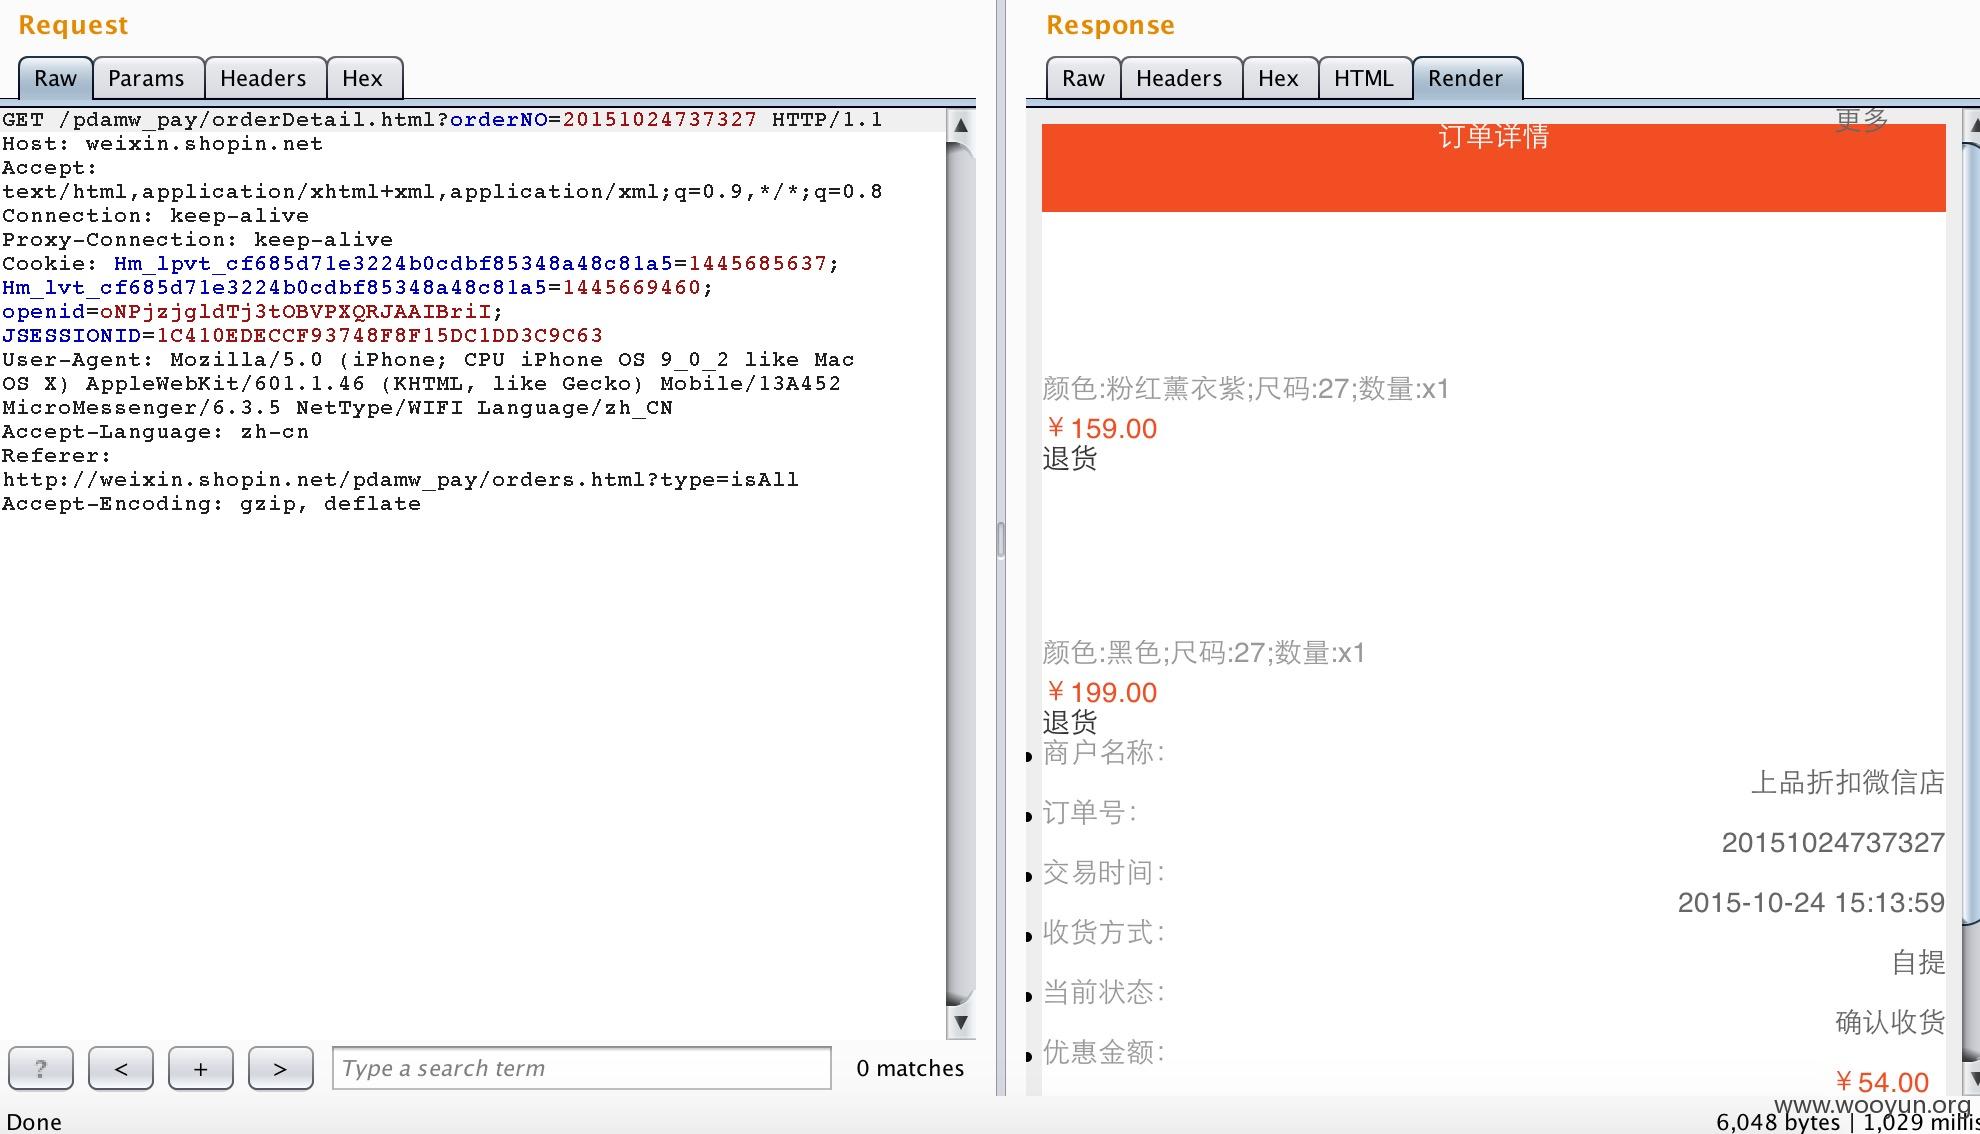 Request
Raw Params Headers Hex
GET /pdamw_pay/orderDetail.html?orderNO=20151024737327 HTTP/1.1
Host: weixin.shopin.net
Accept:
text/html,application/xhtml+xml,application/xml;q=0.9,*/*;q=0.8
Connection: keep-alive
Proxy-Connection: keep-alive
Cookie: Hm_lpvt_cf685d71e3224b0cdbf85348a48c81a5=1445685637;
Hm_lvt_cf685d71e3224b0cdbf85348a48c81a5=1445669460;
openid=oNPjzjgldTj3tOBVPXQRJAAIBriI;
JSESSIONID=1C410EDECCF93748F8F15DC1DD3C9C63
User-Agent: Mozilla/5.0 (iPhone; CPU iPhone OS 9_0_2 like Mac
OS X) AppleWebKit/601.1.46 (KHTML, like Gecko) Mobile/13A452
MicroMessenger/6.3.5 NetType/WIFI Language/zh_CN
Accept-Language: zh-cn
Referer:
http://weixin.shopin.net/pdamw_pay/orders.html?type=isAll
Accept-Encoding: gzip, deflate
? < + > Type a search term 0 matches
Done
Response
Raw Headers Hex HTML Render
更多
订单详情
颜色:粉红薰衣紫;尺码:27;数量:x1
￥159.00
退货
颜色:黑色;尺码:27;数量:x1
￥199.00
退货
商户名称：
上品折扣微信店
订单号：
20151024737327
交易时间：
2015-10-24 15:13:59
收货方式：
自提
当前状态：
确认收货
优惠金额：
￥54.00
www.wooyun.org
6,048 bytes | 1,029 millis